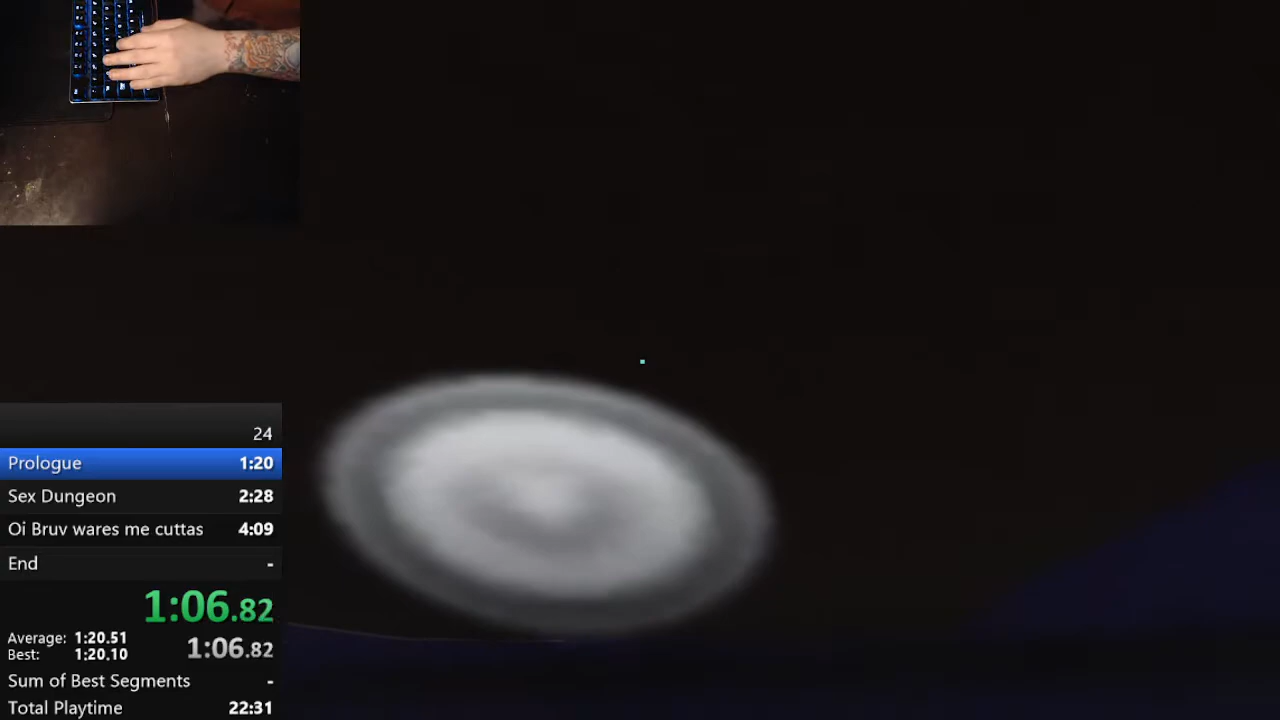 24
Prologue 1:20
Sex Dungeon 2:28
Oi Bruv wares me cuttas 4:09
End -
1:06.82
Average: 1:20.51
Best: 1:20.10
1:06.82
Sum of Best Segments -
Total Playtime 22:31